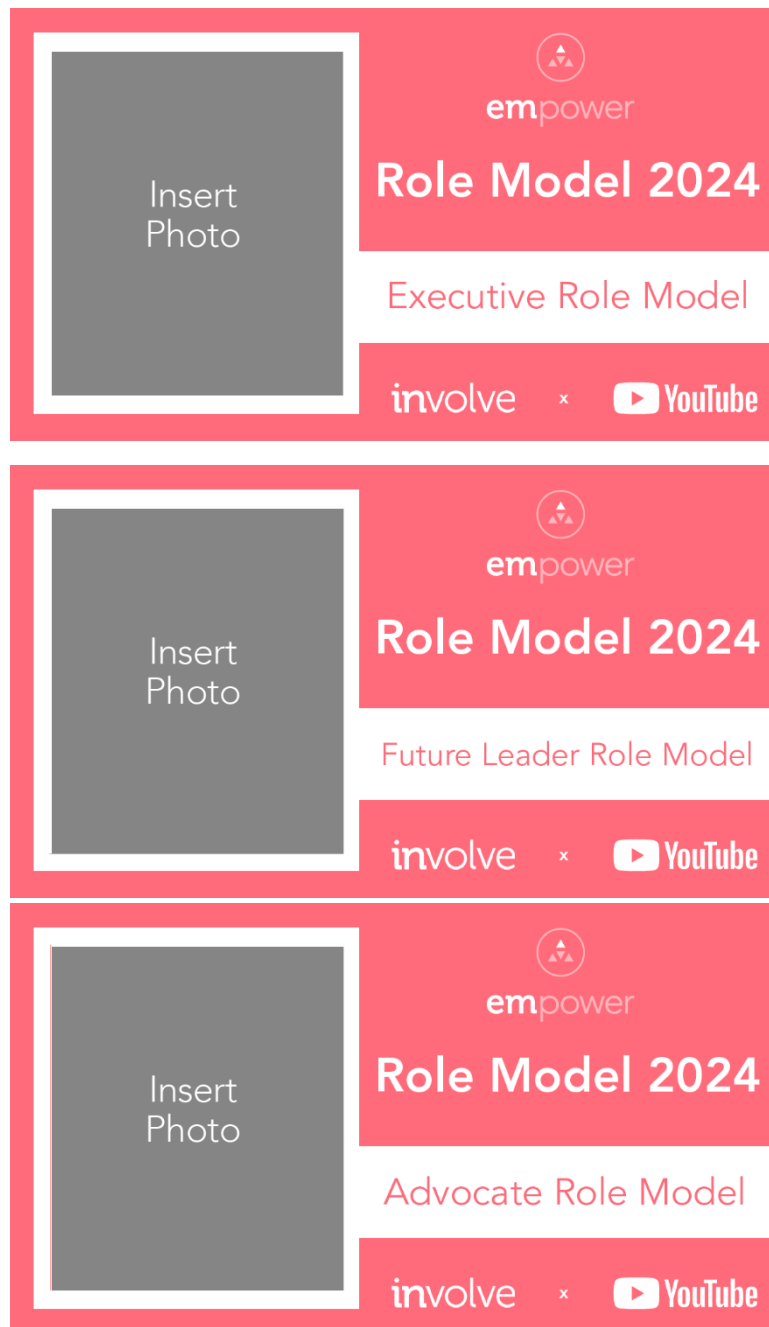 Insert
Photo
empower
Role Model 2024
Executive Role Model
involve x YouTube
Insert
Photo
empower
Role Model 2024
Future Leader Role Model
involve x YouTube
Insert
Photo
empower
Role Model 2024
Advocate Role Model
involve x YouTube